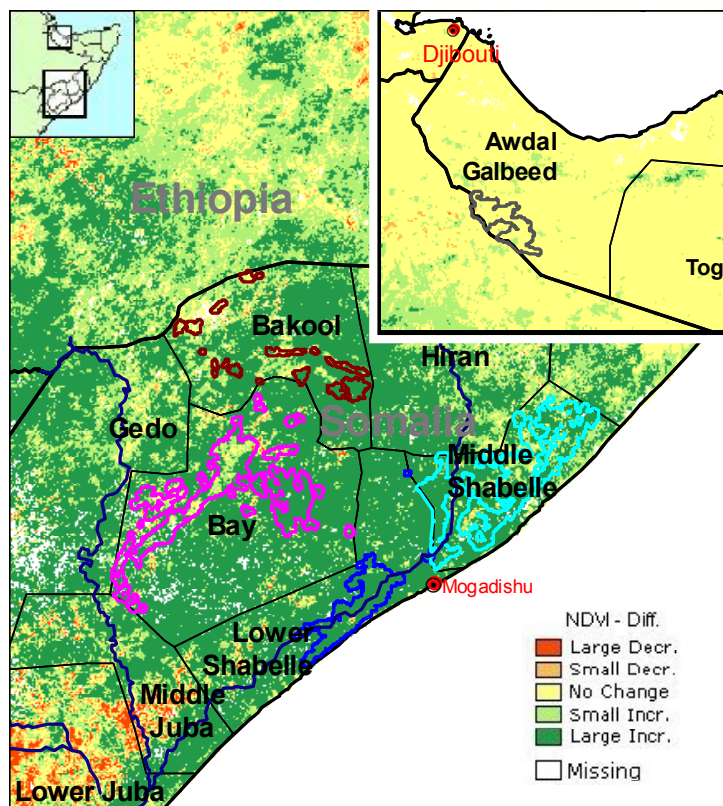 Djibouti
Awdal
Galbeed
Tog
Ethiopia
Bakool
Hiran
Somalia
Gedo
Middle
Shabelle
Bay
Mogadishu
Lower
Shabelle
Middle
Juba
Lower Juba
NDVI - Diff.
Large Decr.
Small Decr.
No Change
Small Incr.
Large Incr.
Missing